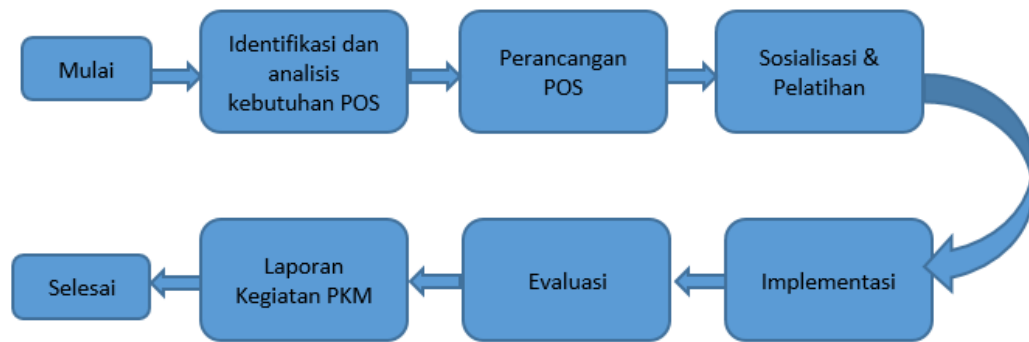 Mulai
Identifikasi dan
analisis
kebutuhan POS
Perancangan
POS
Sosialisasi &
Pelatihan
Implementasi
Evaluasi
Laporan
Kegiatan PKM
Selesai